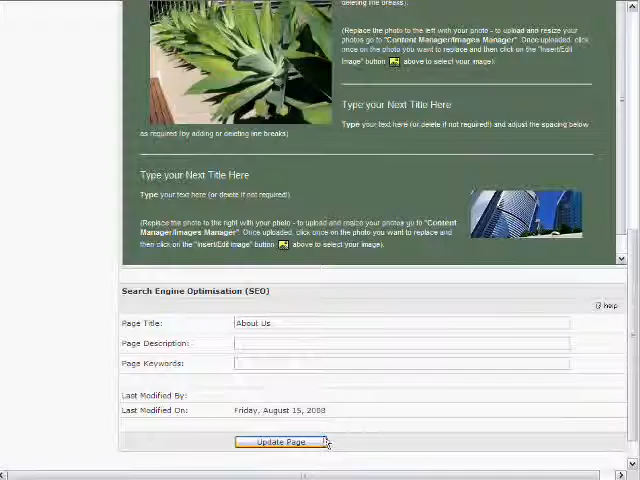 deleting line breaks).
(Replace the photo to the left with your photo - to upload and resize your
photos go to "Content Manager/Images Manager". Once uploaded, click
once on the photo you want to replace and then click on the "Insert/Edit
Image" button above to select your image).
Type your Next Title Here
Type your text here (or delete if not required!) and adjust the spacing below
as required (by adding or deleting line breaks)
Type your Next Title Here
Type your text here (or delete if not required!).
(Replace the photo to the right with your photo - to upload and resize your photos go to "Content
Manager/Images Manager". Once uploaded, click once on the photo you want to replace and
then click on the "Insert/Edit image" button above to select your image).
Search Engine Optimisation (SEO)
help
Page Title: About Us
Page Description:
Page Keywords:
Last Modified By:
Last Modified On: Friday, August 15, 2008
Update Page